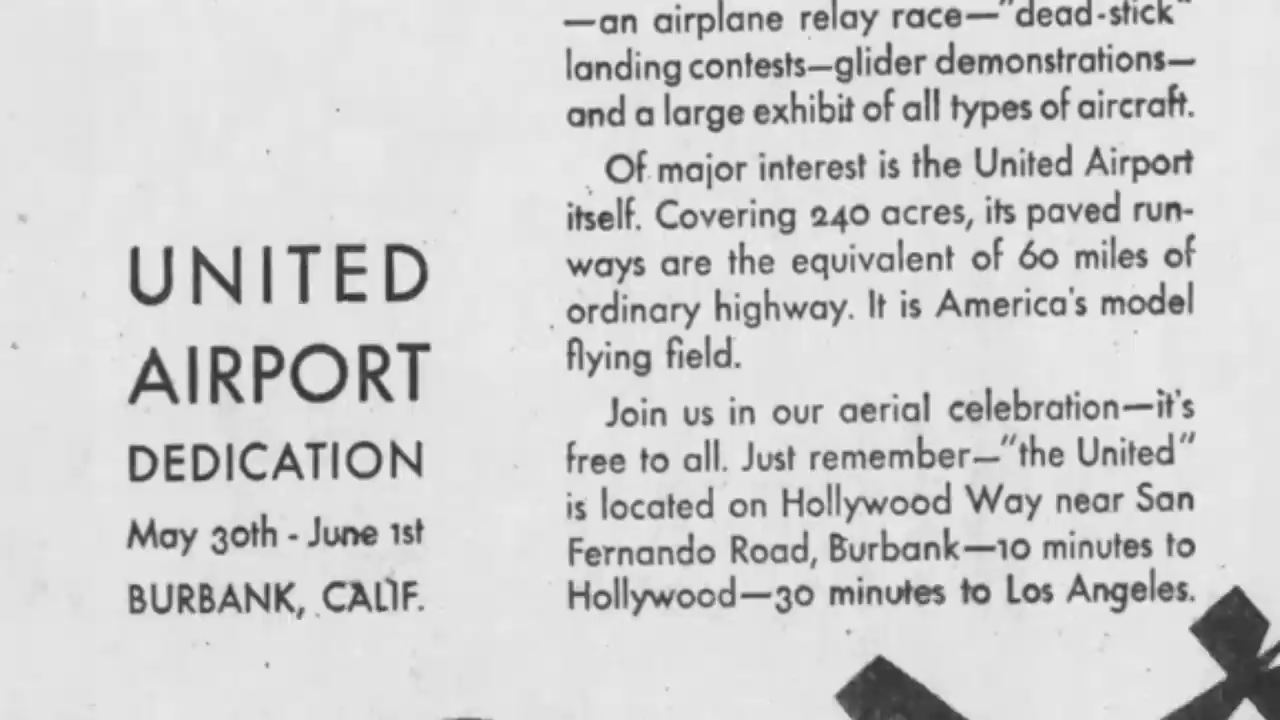 —an airplane relay race—"dead-stick"
landing contests—glider demonstrations—
and a large exhibit of all types of aircraft.
Of major interest is the United Airport
itself. Covering 240 acres, its paved run-
ways are the equivalent of 60 miles of
ordinary highway. It is America's model
flying field.
Join us in our aerial celebration—it's
free to all. Just remember—"the United"
is located on Hollywood Way near San
Fernando Road, Burbank—10 minutes to
Hollywood—30 minutes to Los Angeles.
UNITED
AIRPORT
DEDICATION
May 30th - June 1st
BURBANK, CALIF.